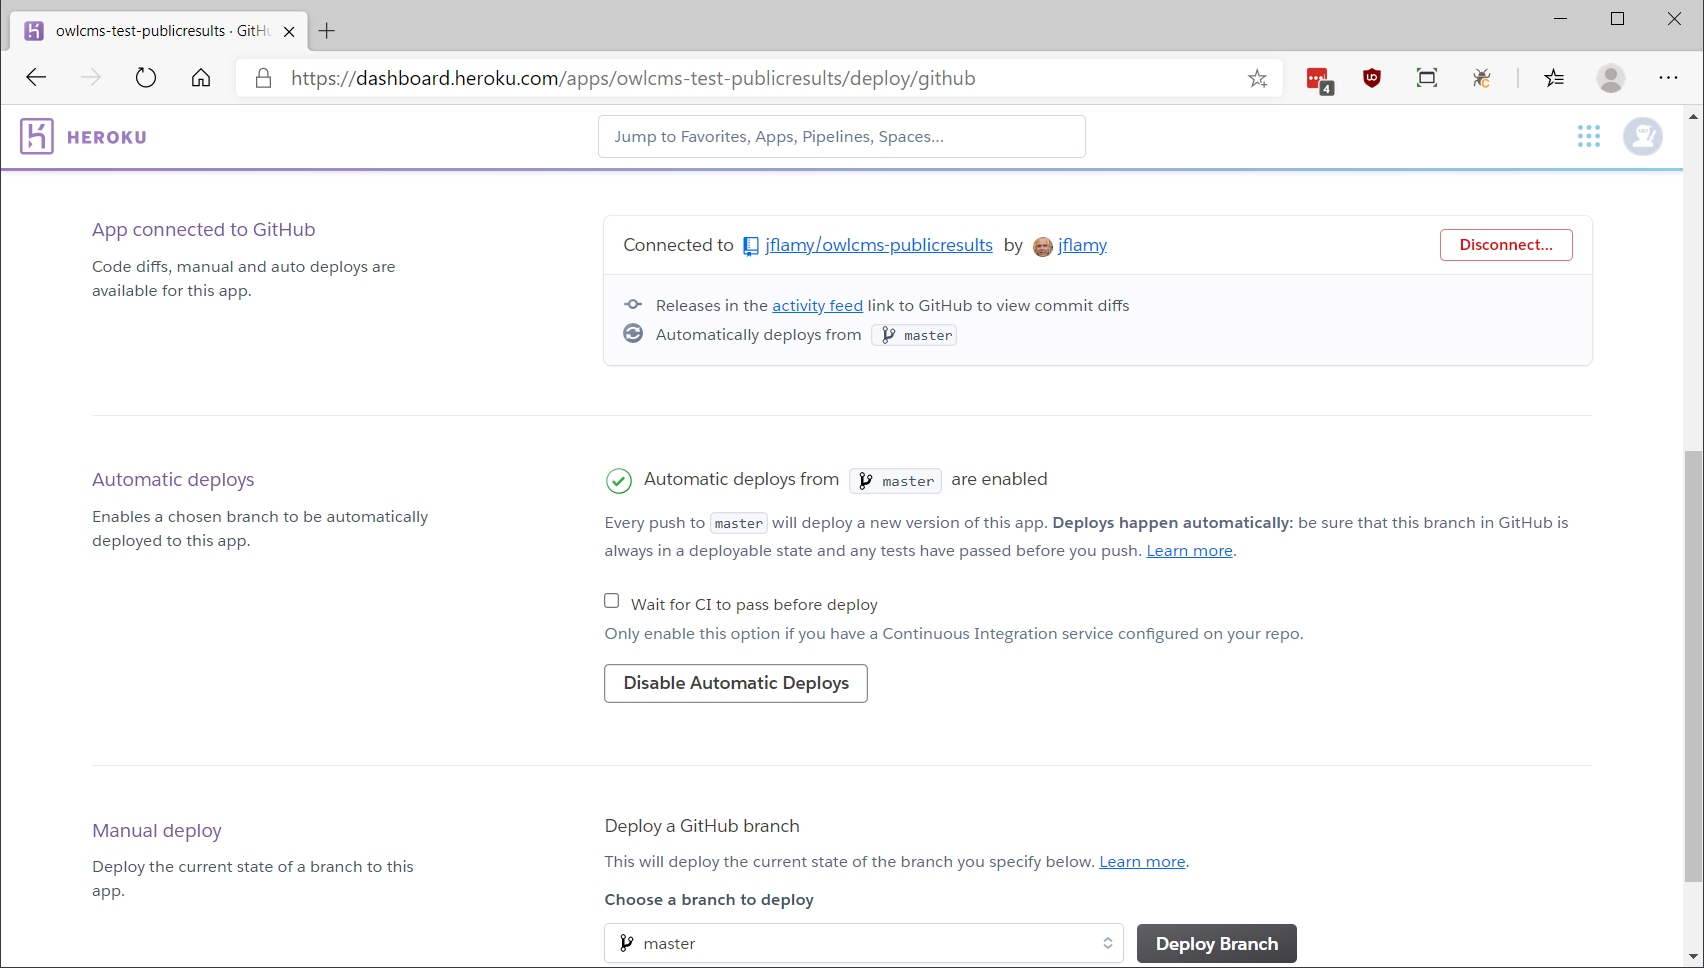 owlcms-test-publicresults · GitH
https://dashboard.heroku.com/apps/owlcms-test-publicresults/deploy/github
4
HEROKU
Jump to Favorites, Apps, Pipelines, Spaces...
App connected to GitHub
Code diffs, manual and auto deploys are
available for this app.
Connected to jflamy/owlcms-publicresults by jflamy
Disconnect...
Releases in the activity feed link to GitHub to view commit diffs
Automatically deploys from master
Automatic deploys
Enables a chosen branch to be automatically
deployed to this app.
Automatic deploys from master are enabled
Every push to master will deploy a new version of this app. Deploys happen automatically: be sure that this branch in GitHub is
always in a deployable state and any tests have passed before you push. Learn more.
Wait for CI to pass before deploy
Only enable this option if you have a Continuous Integration service configured on your repo.
Disable Automatic Deploys
Manual deploy
Deploy the current state of a branch to this
app.
Deploy a GitHub branch
This will deploy the current state of the branch you specify below. Learn more.
Choose a branch to deploy
master
Deploy Branch